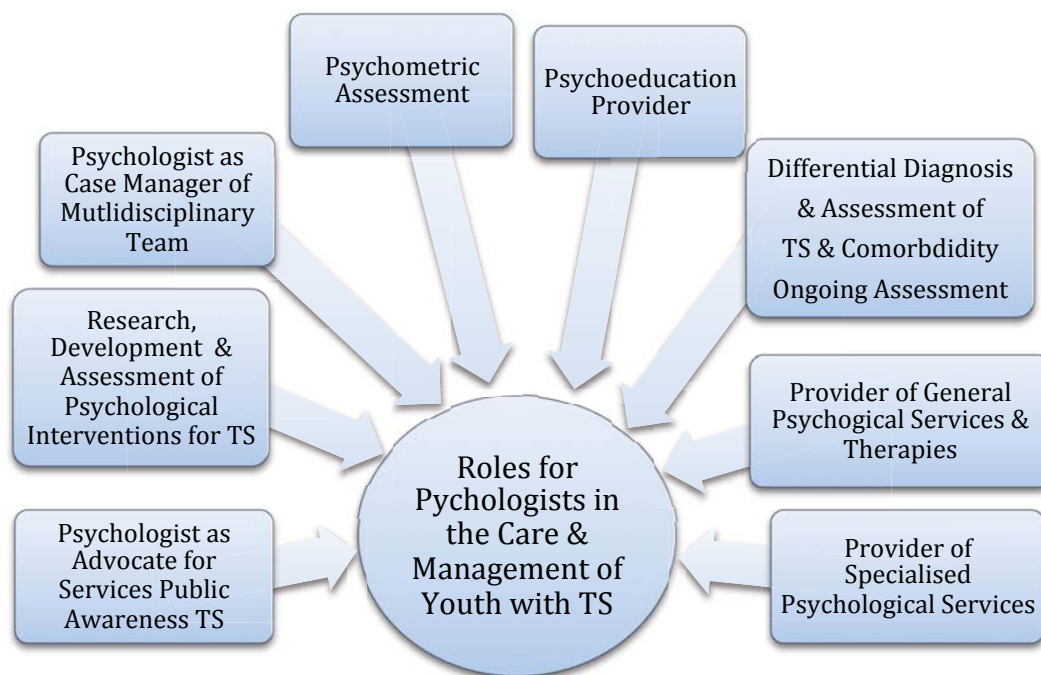 Psychometric
Assessment
Psychoeducation
Provider
Psychologist as
Case Manager of
Mutlidisciplinary
Team
Differential Diagnosis
& Assessment of
TS & Comorbdidity
Ongoing Assessment
Research,
Development &
Assessment of
Psychological
Interventions for TS
Provider of General
Psychogical Services &
Therapies
Psychologist as
Advocate for
Services Public
Awareness TS
Provider of
Specialised
Psychological Services
Roles for
Pychologists in
the Care &
Management of
Youth with TS